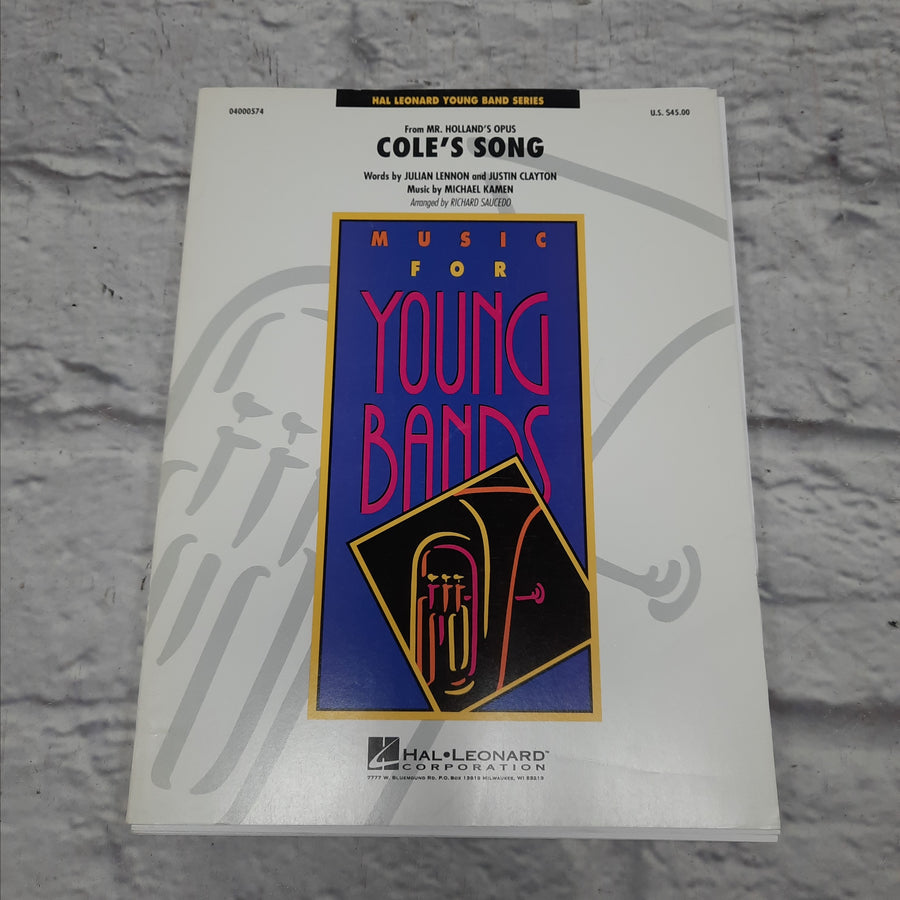 HAL LEONARD YOUNG BAND SERIES
04000574
U.S. $45.00
From MR. HOLLAND'S OPUS
COLE'S SONG
Words by JULIAN LENNON and JUSTIN CLAYTON
Music by MICHAEL KAMEN
Arranged by RICHARD SAUCEDO
MUSIC
FOR
YOUNG
BANDS
HAL•LEONARD™
CORPORATION
7777 W. BLUEMOUND RD. P.O. BOX 13819 MILWAUKEE, WI 53213